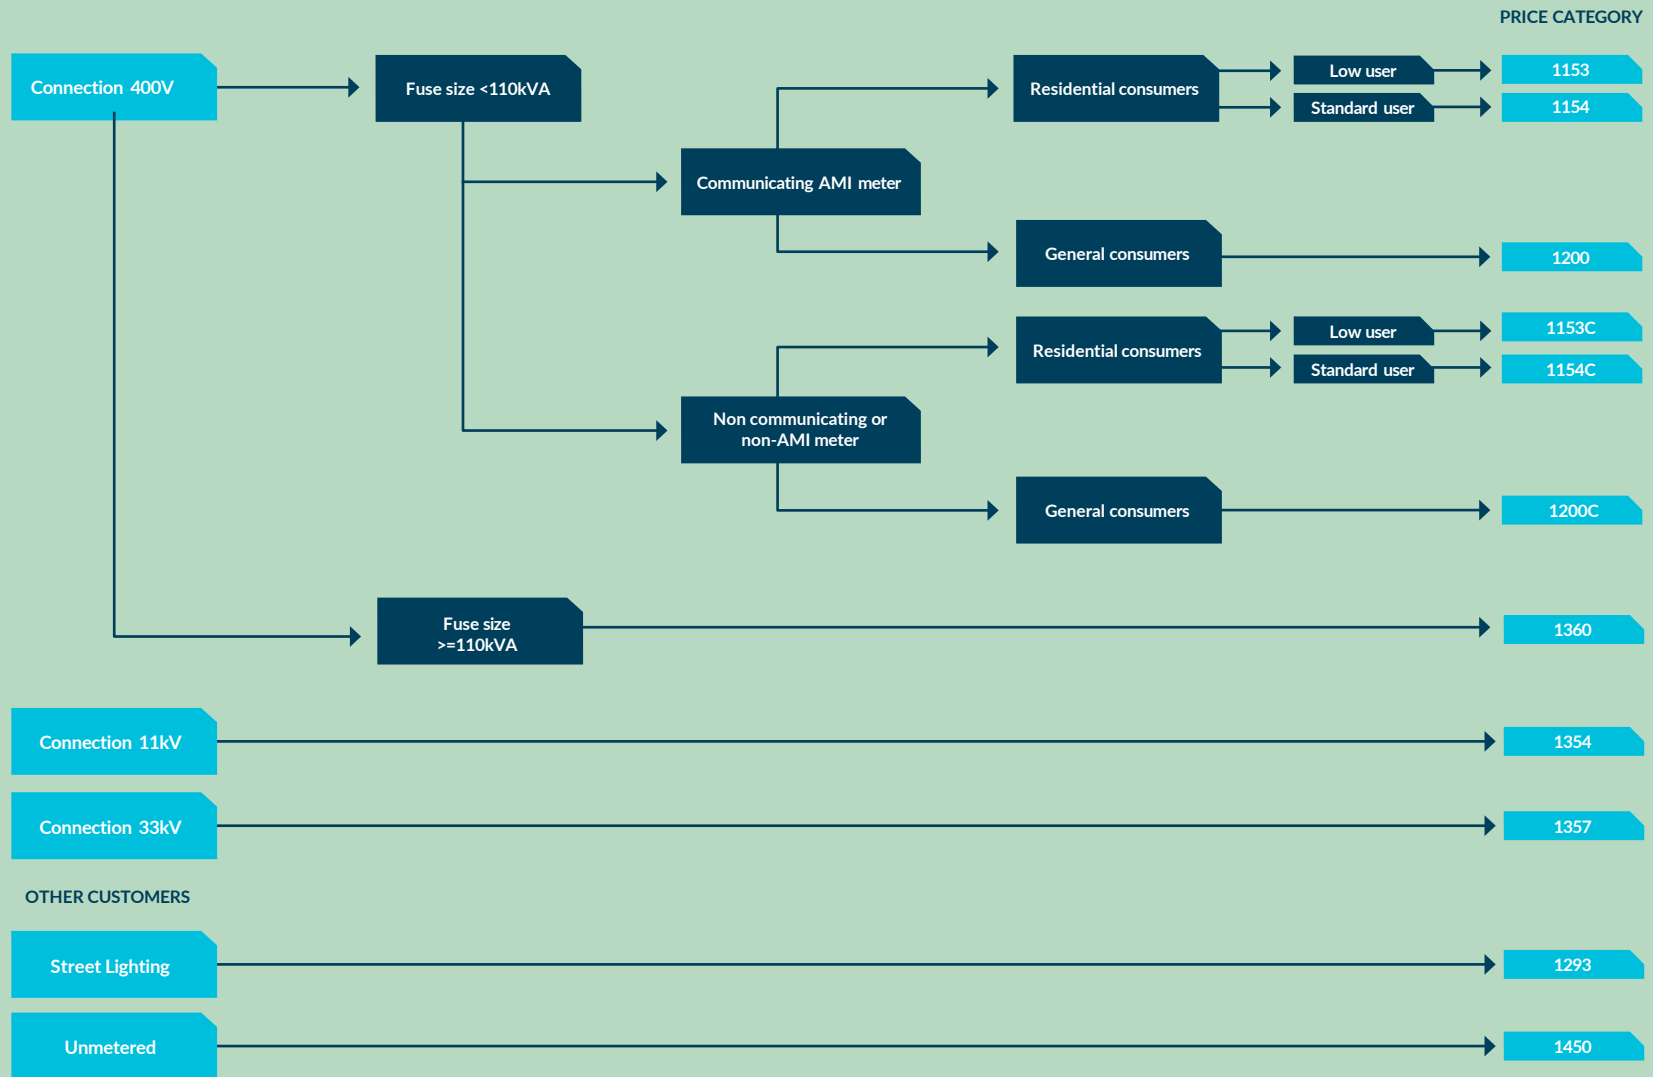 PRICE CATEGORY
Connection 400V
Fuse size <110kVA
Communicating AMI meter
Residential consumers
Low user
1153
Standard user
1154
General consumers
1200
Non communicating or
non-AMI meter
Residential consumers
Low user
1153C
Standard user
1154C
General consumers
1200C
Fuse size
>=110kVA
1360
Connection 11kV
1354
Connection 33kV
1357
OTHER CUSTOMERS
Street Lighting
1293
Unmetered
1450